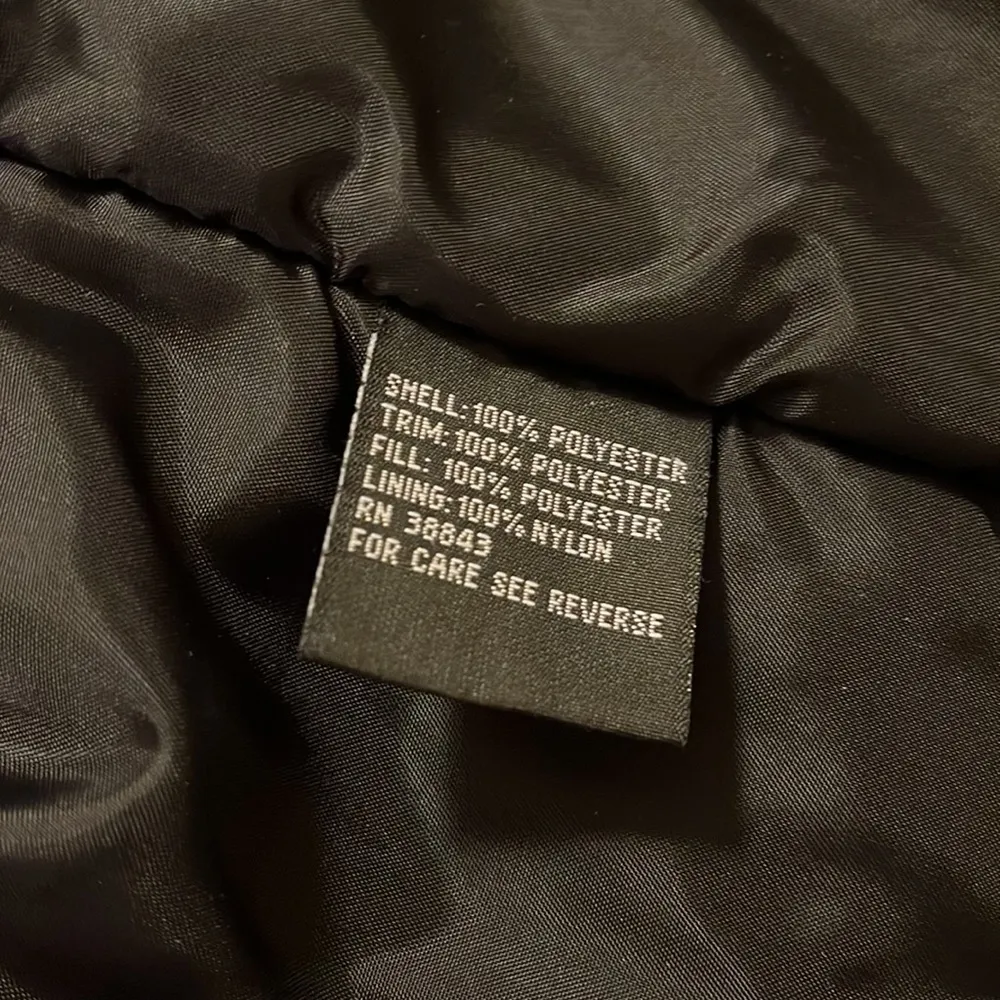 SHELL: 100% POLYESTER
TRIM: 100% POLYESTER
FILL: 100% POLYESTER
LINING: 100% NYLON
RN 38843
FOR CARE SEE REVERSE